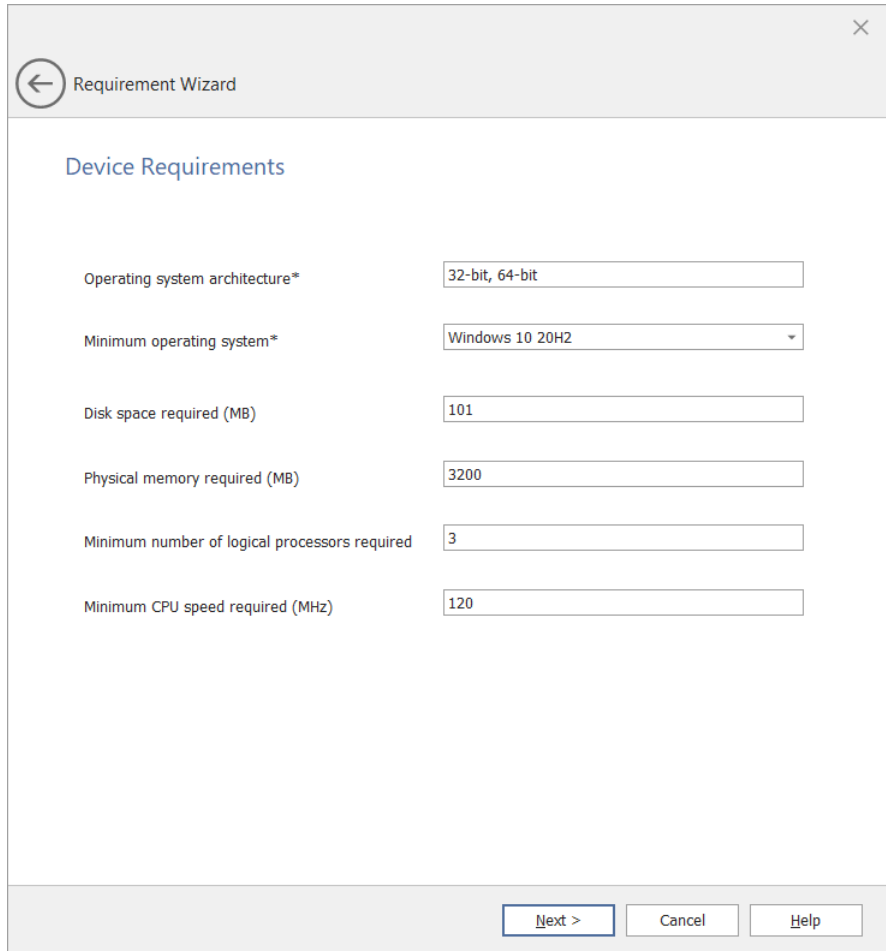 Requirement Wizard
Device Requirements
Operating system architecture* 32-bit, 64-bit
Minimum operating system* Windows 10 20H2
Disk space required (MB) 101
Physical memory required (MB) 3200
Minimum number of logical processors required 3
Minimum CPU speed required (MHz) 120
Next > Cancel Help